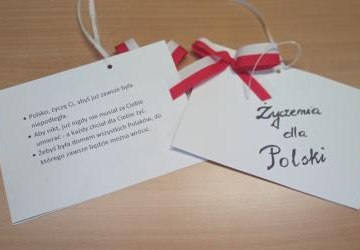 • Polsko, życzę Ci, abyś już zawsze była
niepodległa.
• Aby nikt, już nigdy nie musiał za Ciebie
umierać - a każdy chciał dla Ciebie żyć.
• Żebyś była domem wszystkich Polaków, do
którego zawsze będzie można wrócić.
Życzenia
dla
Polski